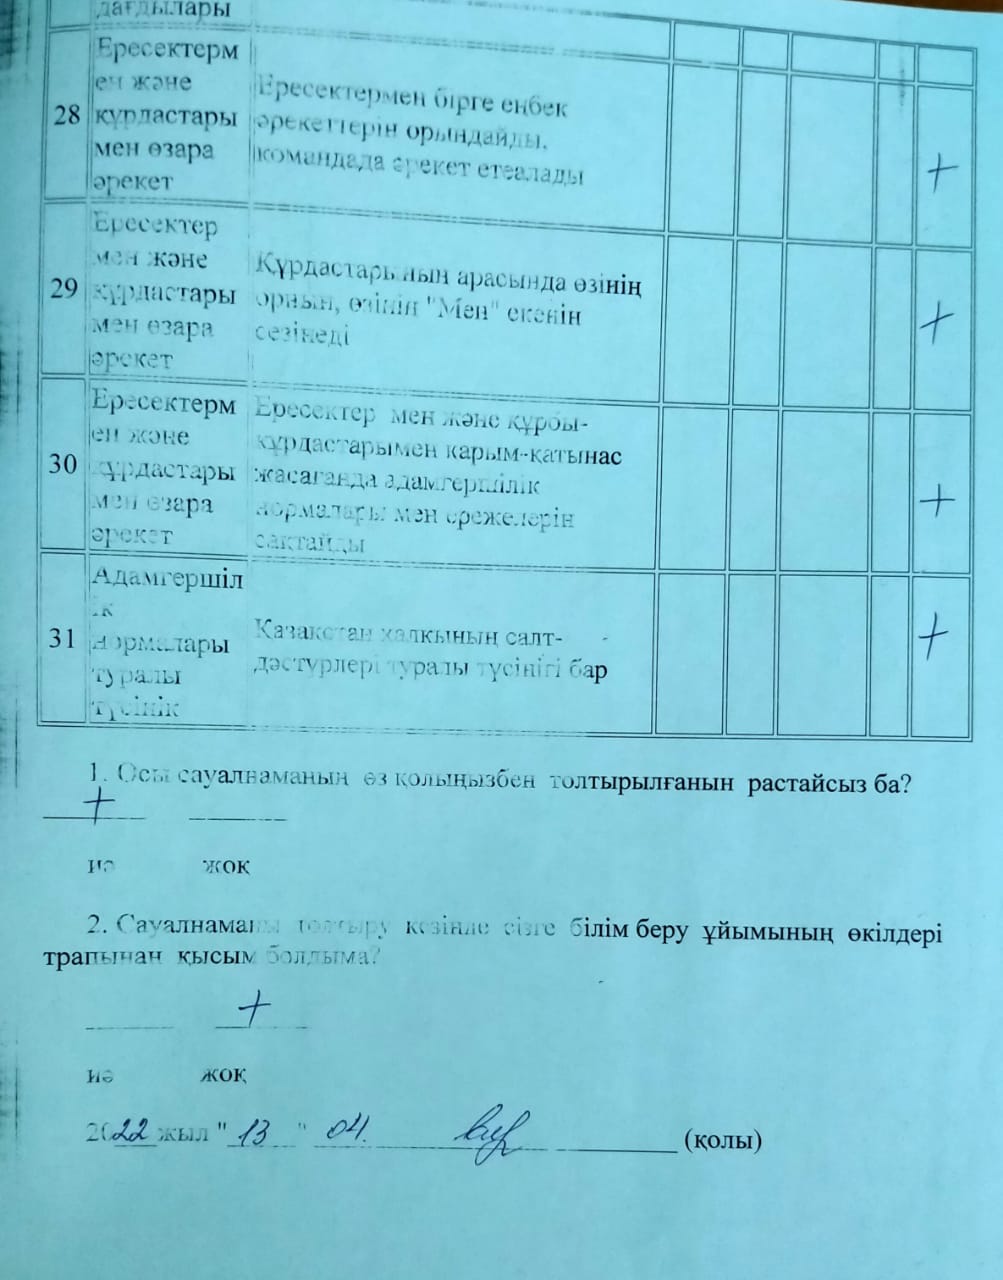 дағдылары
28
Ересектерм
ен және
құрдастары
мен өзара
әрекет
Ересектермен бірге еңбек
әрекеттерін орындайды,
командада әрекет етеалады
+
29
Ересектер
мен және
құрдастары
мен өзара
әрекет
Құрдастарының арасында өзінің
орнын, өзінің "Мен" екенін
сезінеді
+
30
Ересектерм
ен және
құрдастары
мен өзара
әрекет
Ересектер мен және құрбы-
құрдастарымен қарым-қатынас
жасағанда адамгершілік
нормалары мен ережелерін
сақтайды
+
31
Адамгершіл
ік
нормалары
туралы
түсінік
Қазақстан халқының салт-
дәстүрлері туралы түсінігі бар
+
1. Осы сауалнаманың өз қолыңызбен толтырылғанын растайсыз ба?
+
иә жоқ
2. Сауалнаманы толтыру кезінде сізге білім беру ұйымының өкілдері
трапынан қысым болдыма?
+
иә жоқ
2022 жыл " 13 " 04. (қолы)